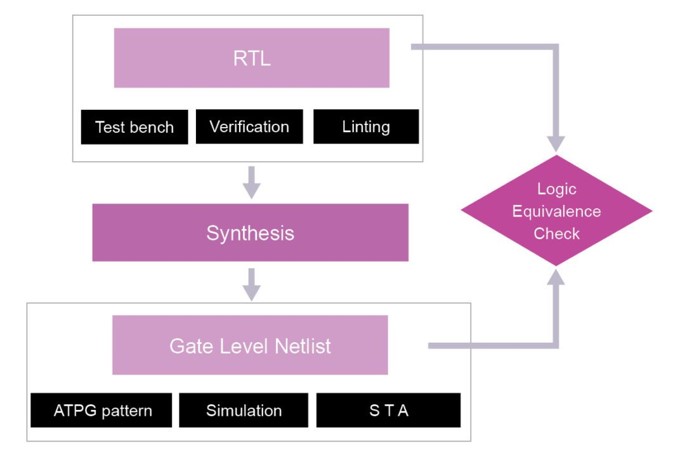 RTL
Test bench
Verification
Linting
Logic
Equivalence
Check
Synthesis
Gate Level Netlist
ATPG pattern
Simulation
S T A